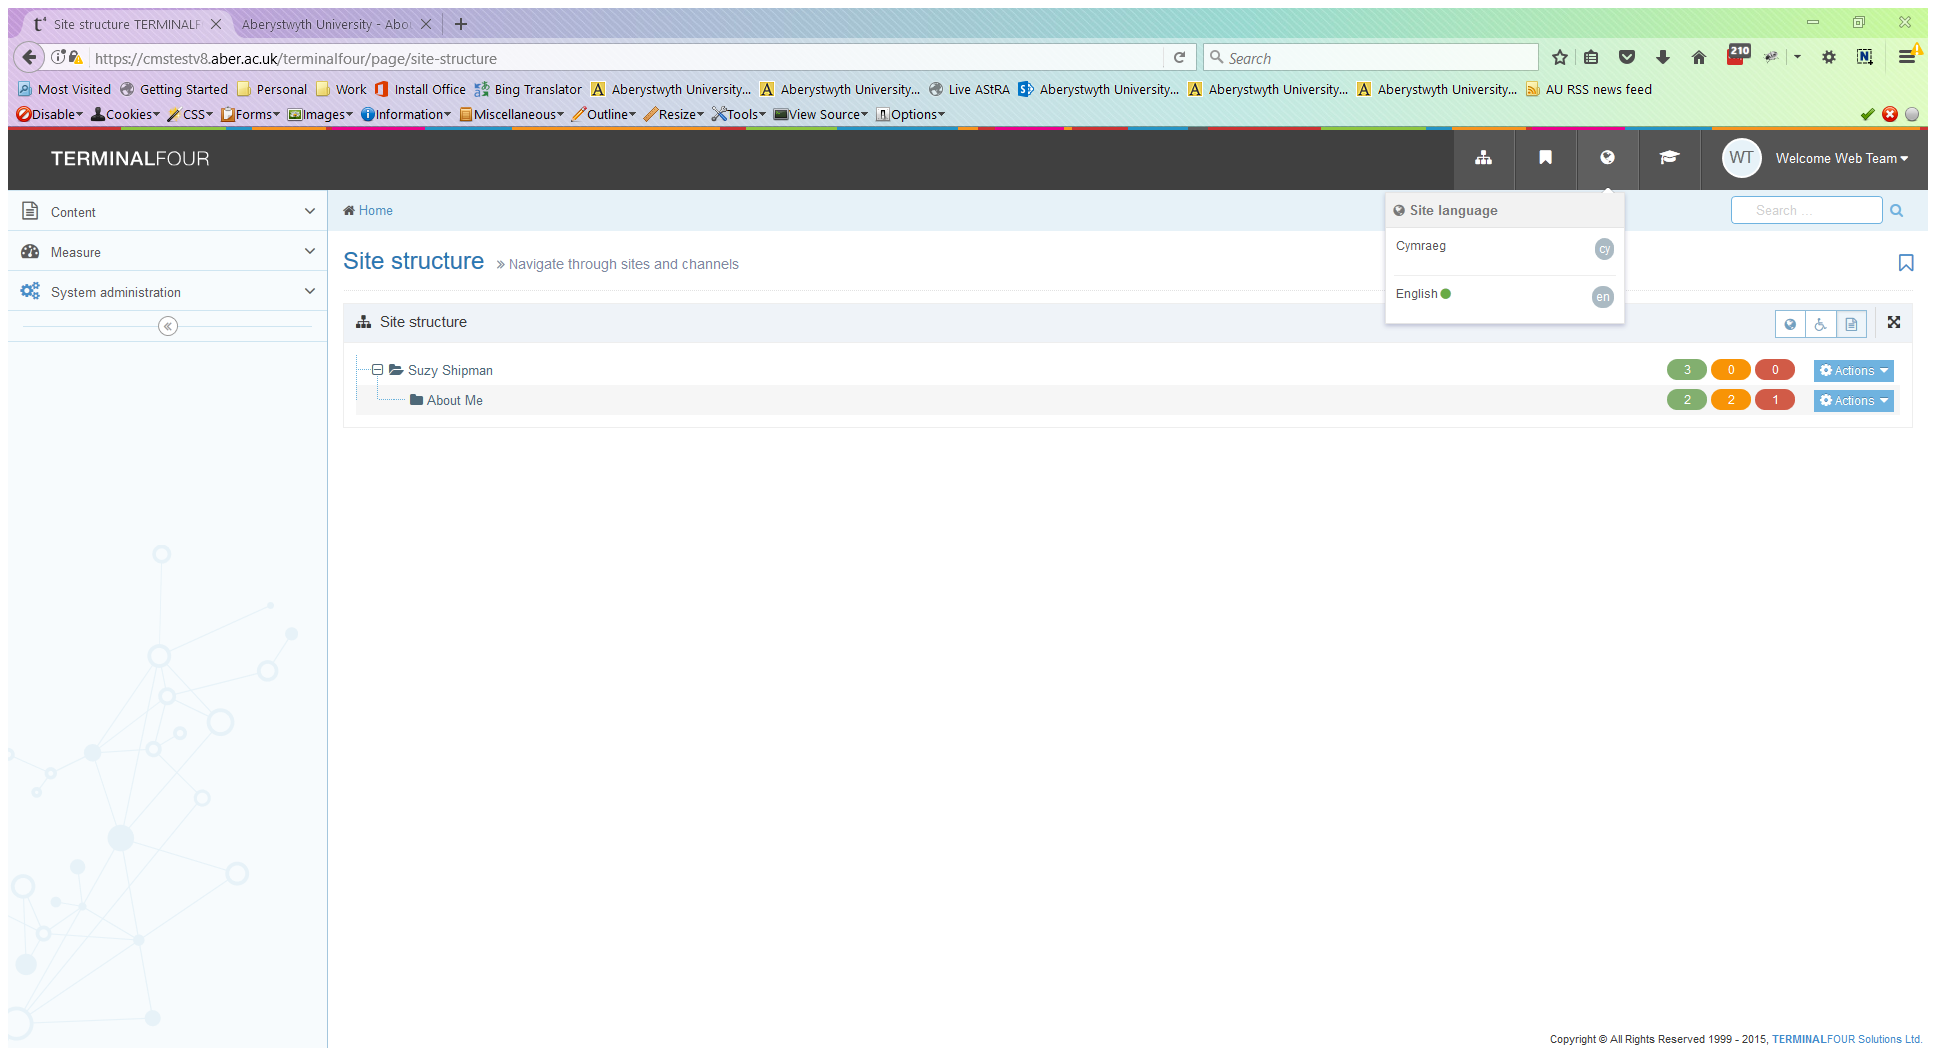 t4 Site structure TERMINALF
Aberystwyth University - Abo
https://cmstestv8.aber.ac.uk/terminalfour/page/site-structure
Search
210
Most Visited Getting Started Personal Work Install Office Bing Translator Aberystwyth University... Aberystwyth University... Live AStRA Aberystwyth University... Aberystwyth University... Aberystwyth University... AU RSS news feed
Disable Cookies CSS Forms Images Information Miscellaneous Outline Resize Tools View Source Options
TERMINALFOUR
WT Welcome Web Team
Content
Measure
System administration
Home
Search ...
Site structure » Navigate through sites and channels
Site language
Cymraeg cy
English en
Site structure
Suzy Shipman 3 0 0 Actions
About Me 2 2 1 Actions
Copyright © All Rights Reserved 1999 - 2015, TERMINALFOUR Solutions Ltd.